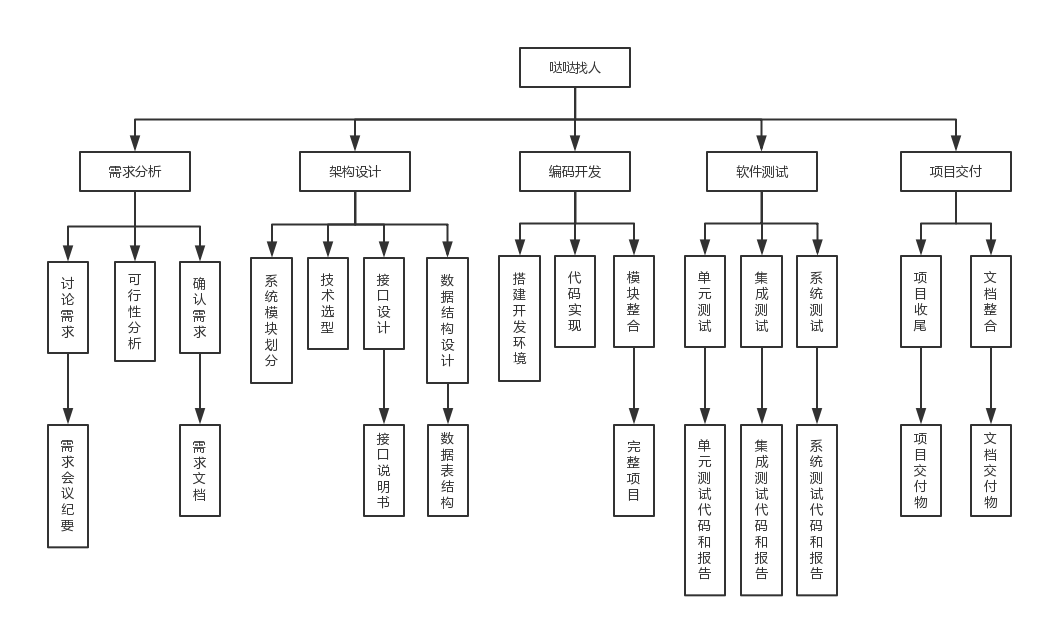 哒哒找人
需求分析
架构设计
编码开发
软件测试
项目交付
讨论需求
可行性分析
确认需求
系统模块划分
技术选型
接口设计
数据结构设计
搭建开发环境
代码实现
模块整合
单元测试
集成测试
系统测试
项目收尾
文档整合
需求会议纪要
需求文档
接口说明书
数据表结构
完整项目
单元测试代码和报告
集成测试代码和报告
系统测试代码和报告
项目交付物
文档交付物